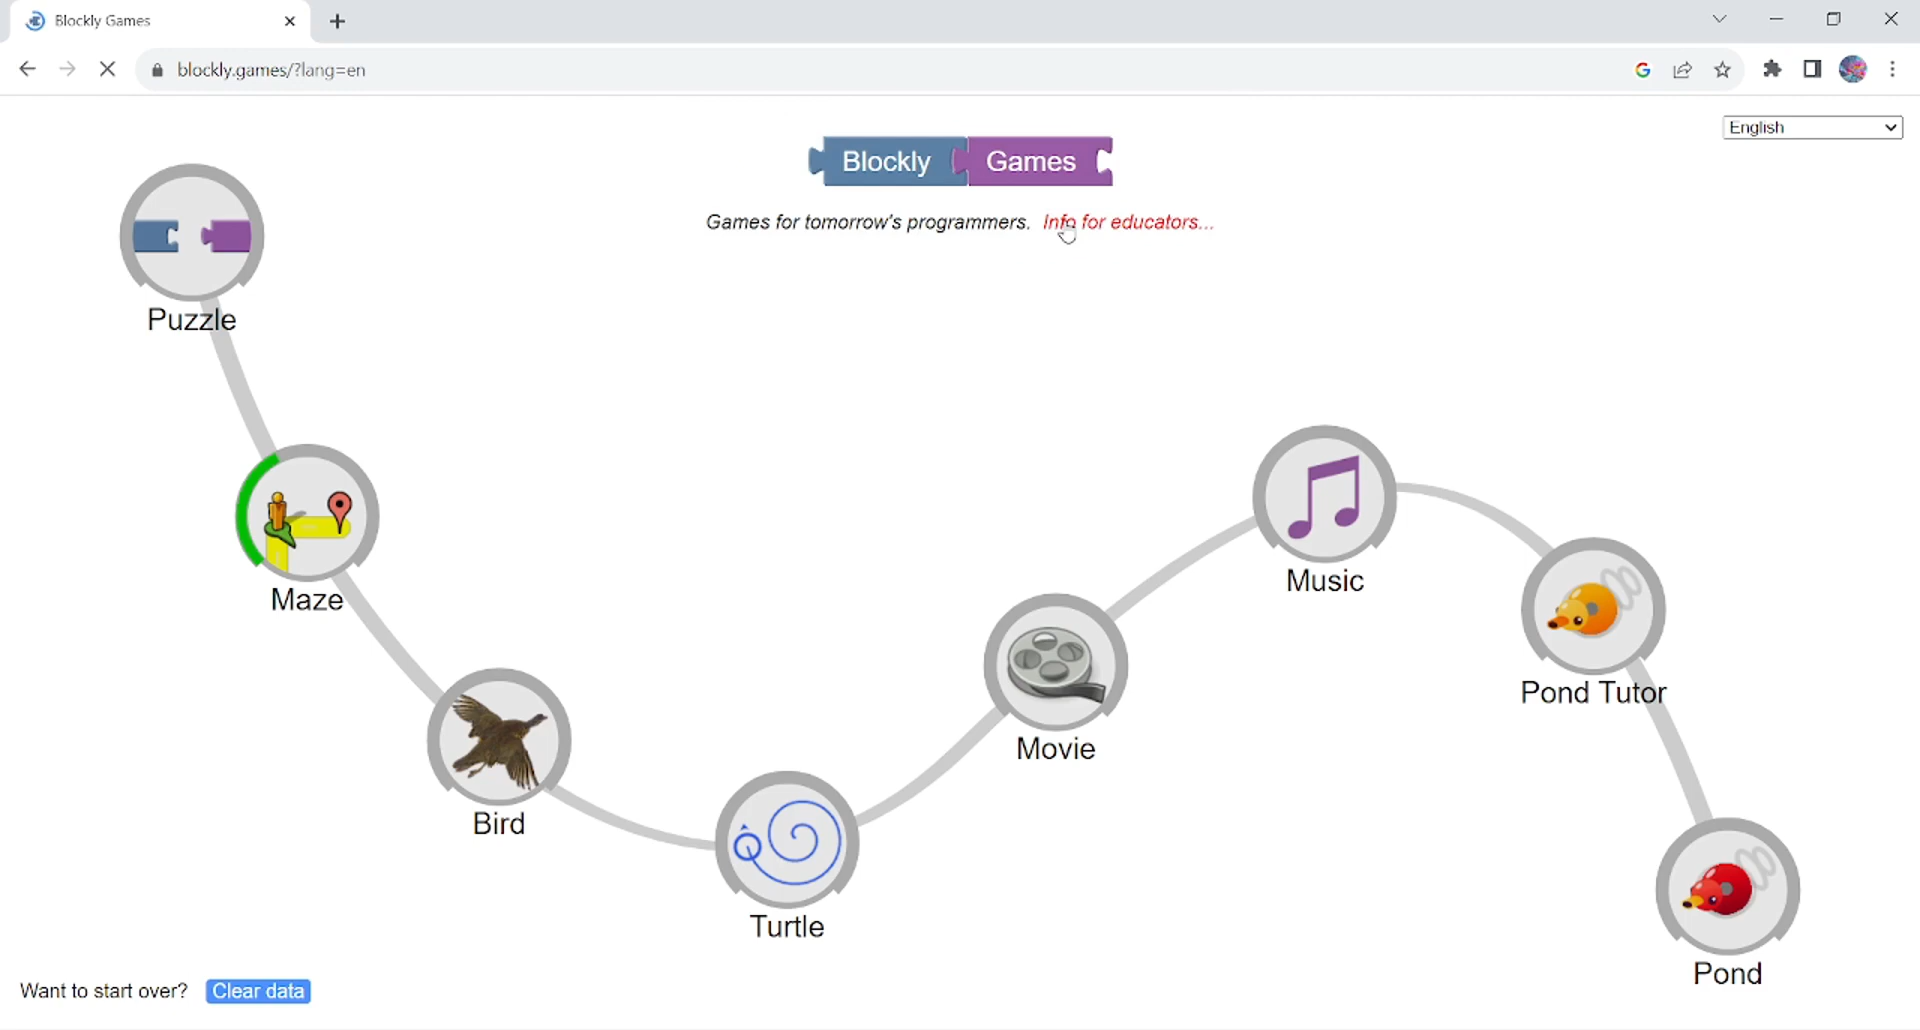 Blockly Games
blockly.games/?lang=en
English
Blockly Games
Games for tomorrow's programmers. Info for educators...
Puzzle
Maze
Bird
Turtle
Movie
Music
Pond Tutor
Pond
Want to start over? Clear data